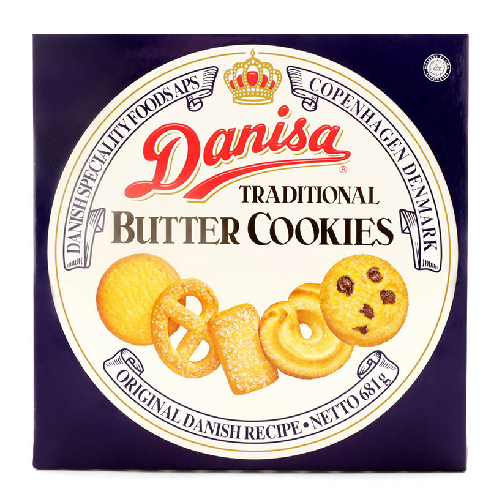 DANISH SPECIALITY FOODS APS
COPENHAGEN DENMARK
Danisa®
TRADITIONAL
BUTTER COOKIES
ORIGINAL DANISH RECIPE • NETTO 681g